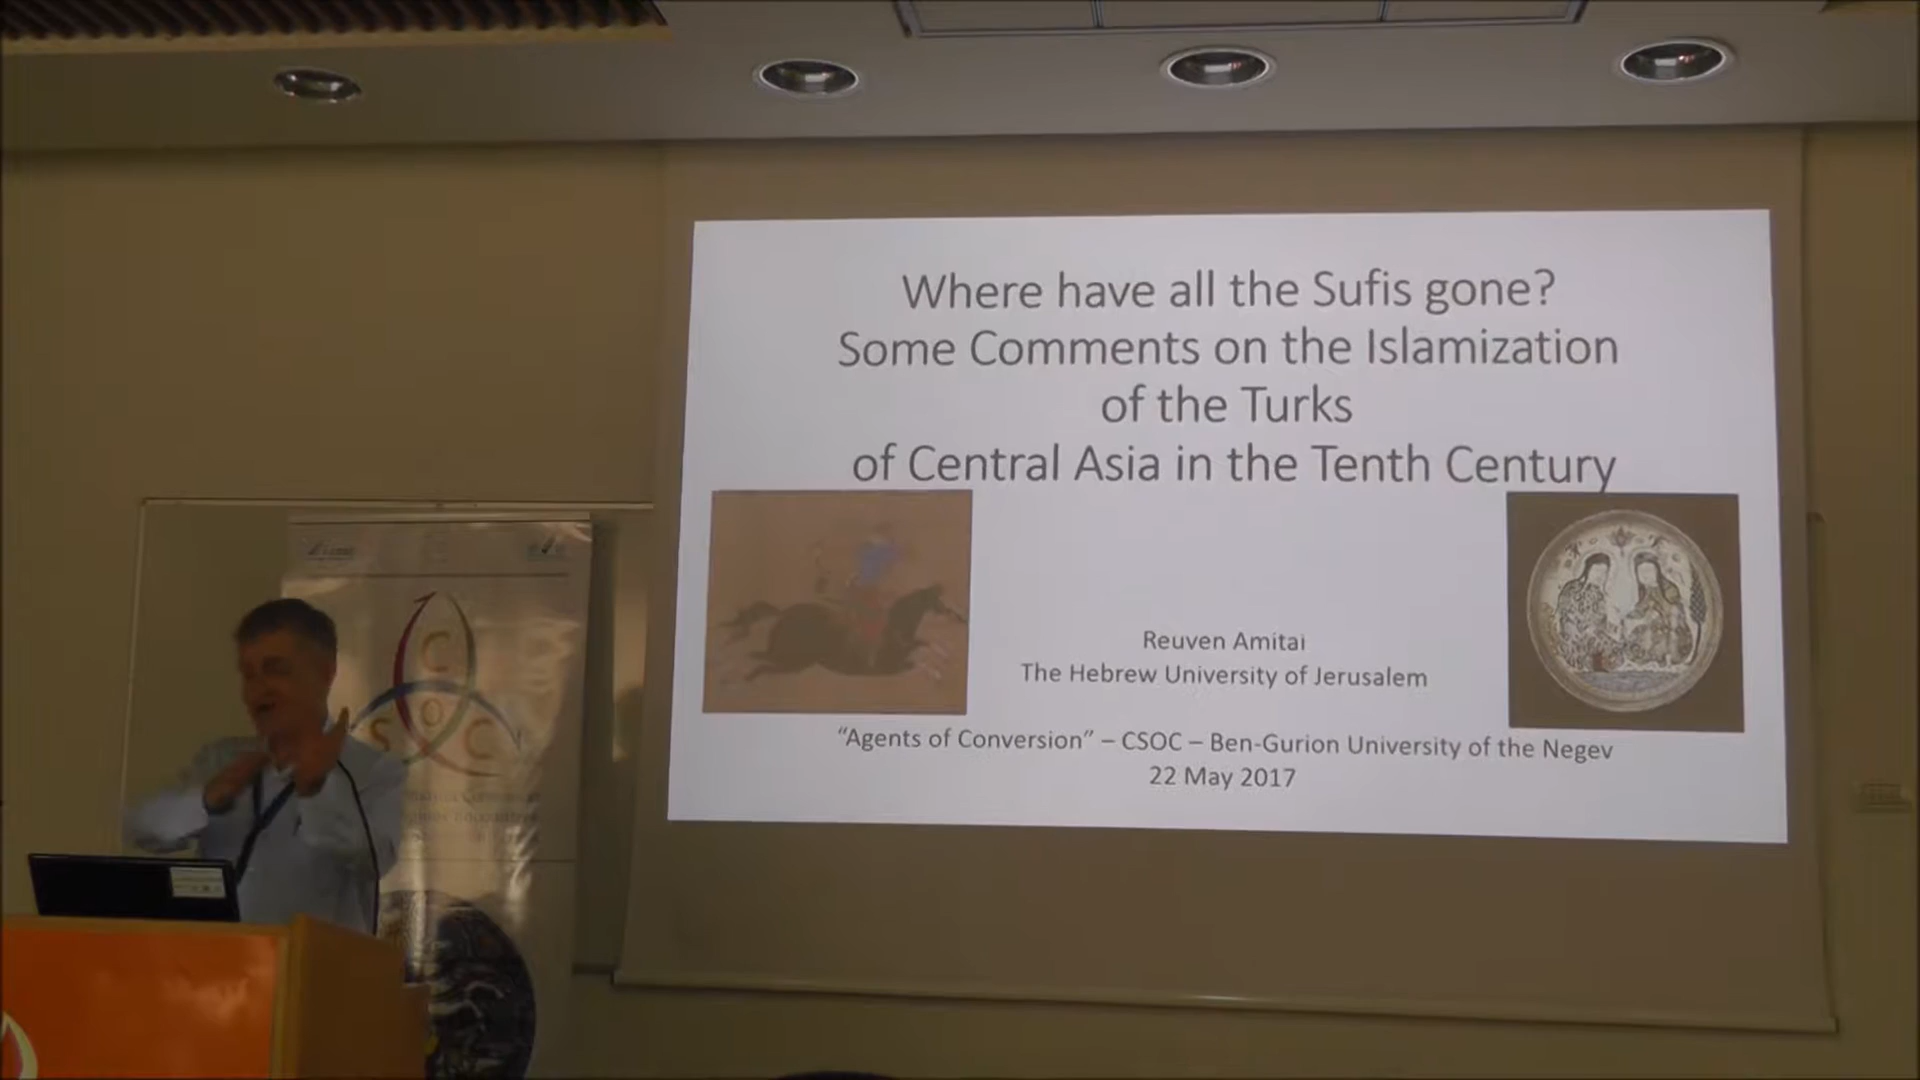 Where have all the Sufis gone?
Some Comments on the Islamization
of the Turks
of Central Asia in the Tenth Century
Reuven Amitai
The Hebrew University of Jerusalem
“Agents of Conversion” – CSOC – Ben-Gurion University of the Negev
22 May 2017
C
S O C